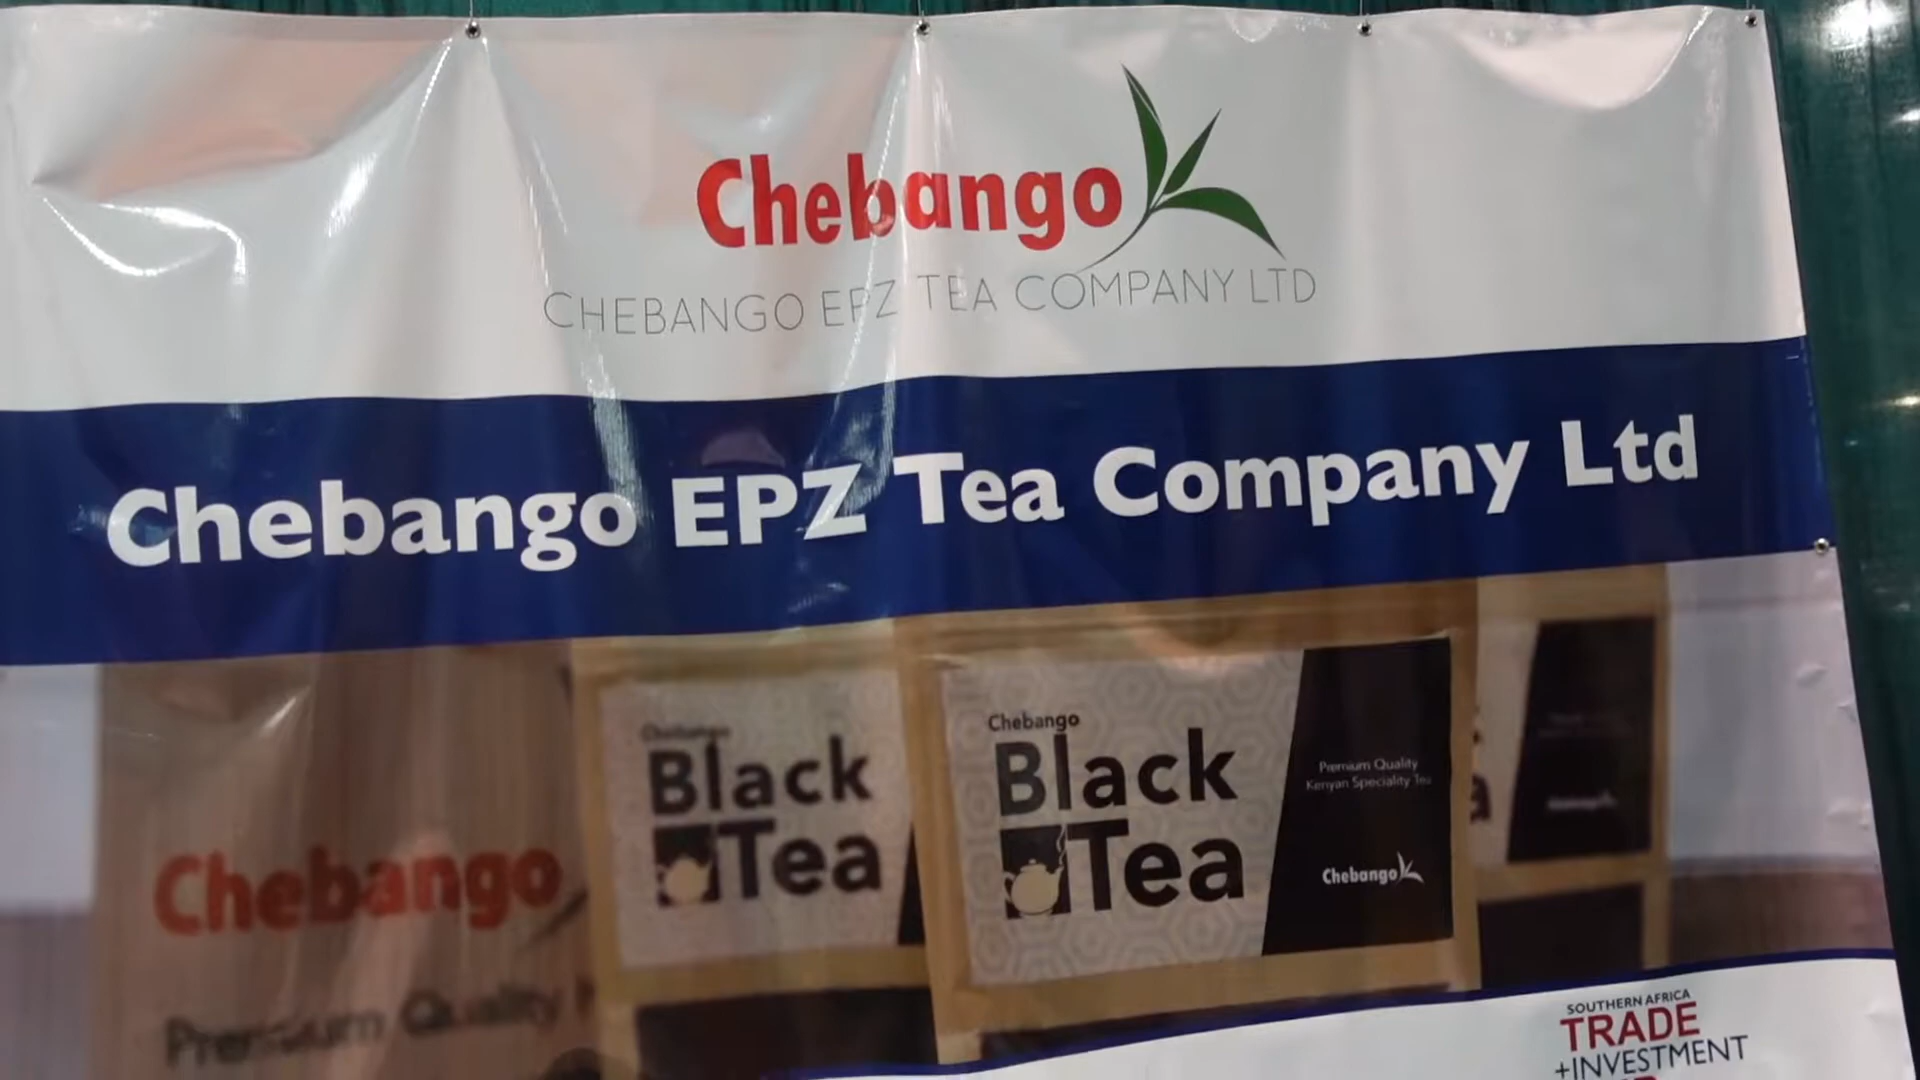 Chebango
CHEBANGO EPZ TEA COMPANY LTD
Chebango EPZ Tea Company Ltd
Chebango
Premium Quality
Chebango
Black
Tea
Chebango
Black
Tea
Premium Quality
Kenyan Speciality Tea
Chebango
SOUTHERN AFRICA
TRADE
+INVESTMENT